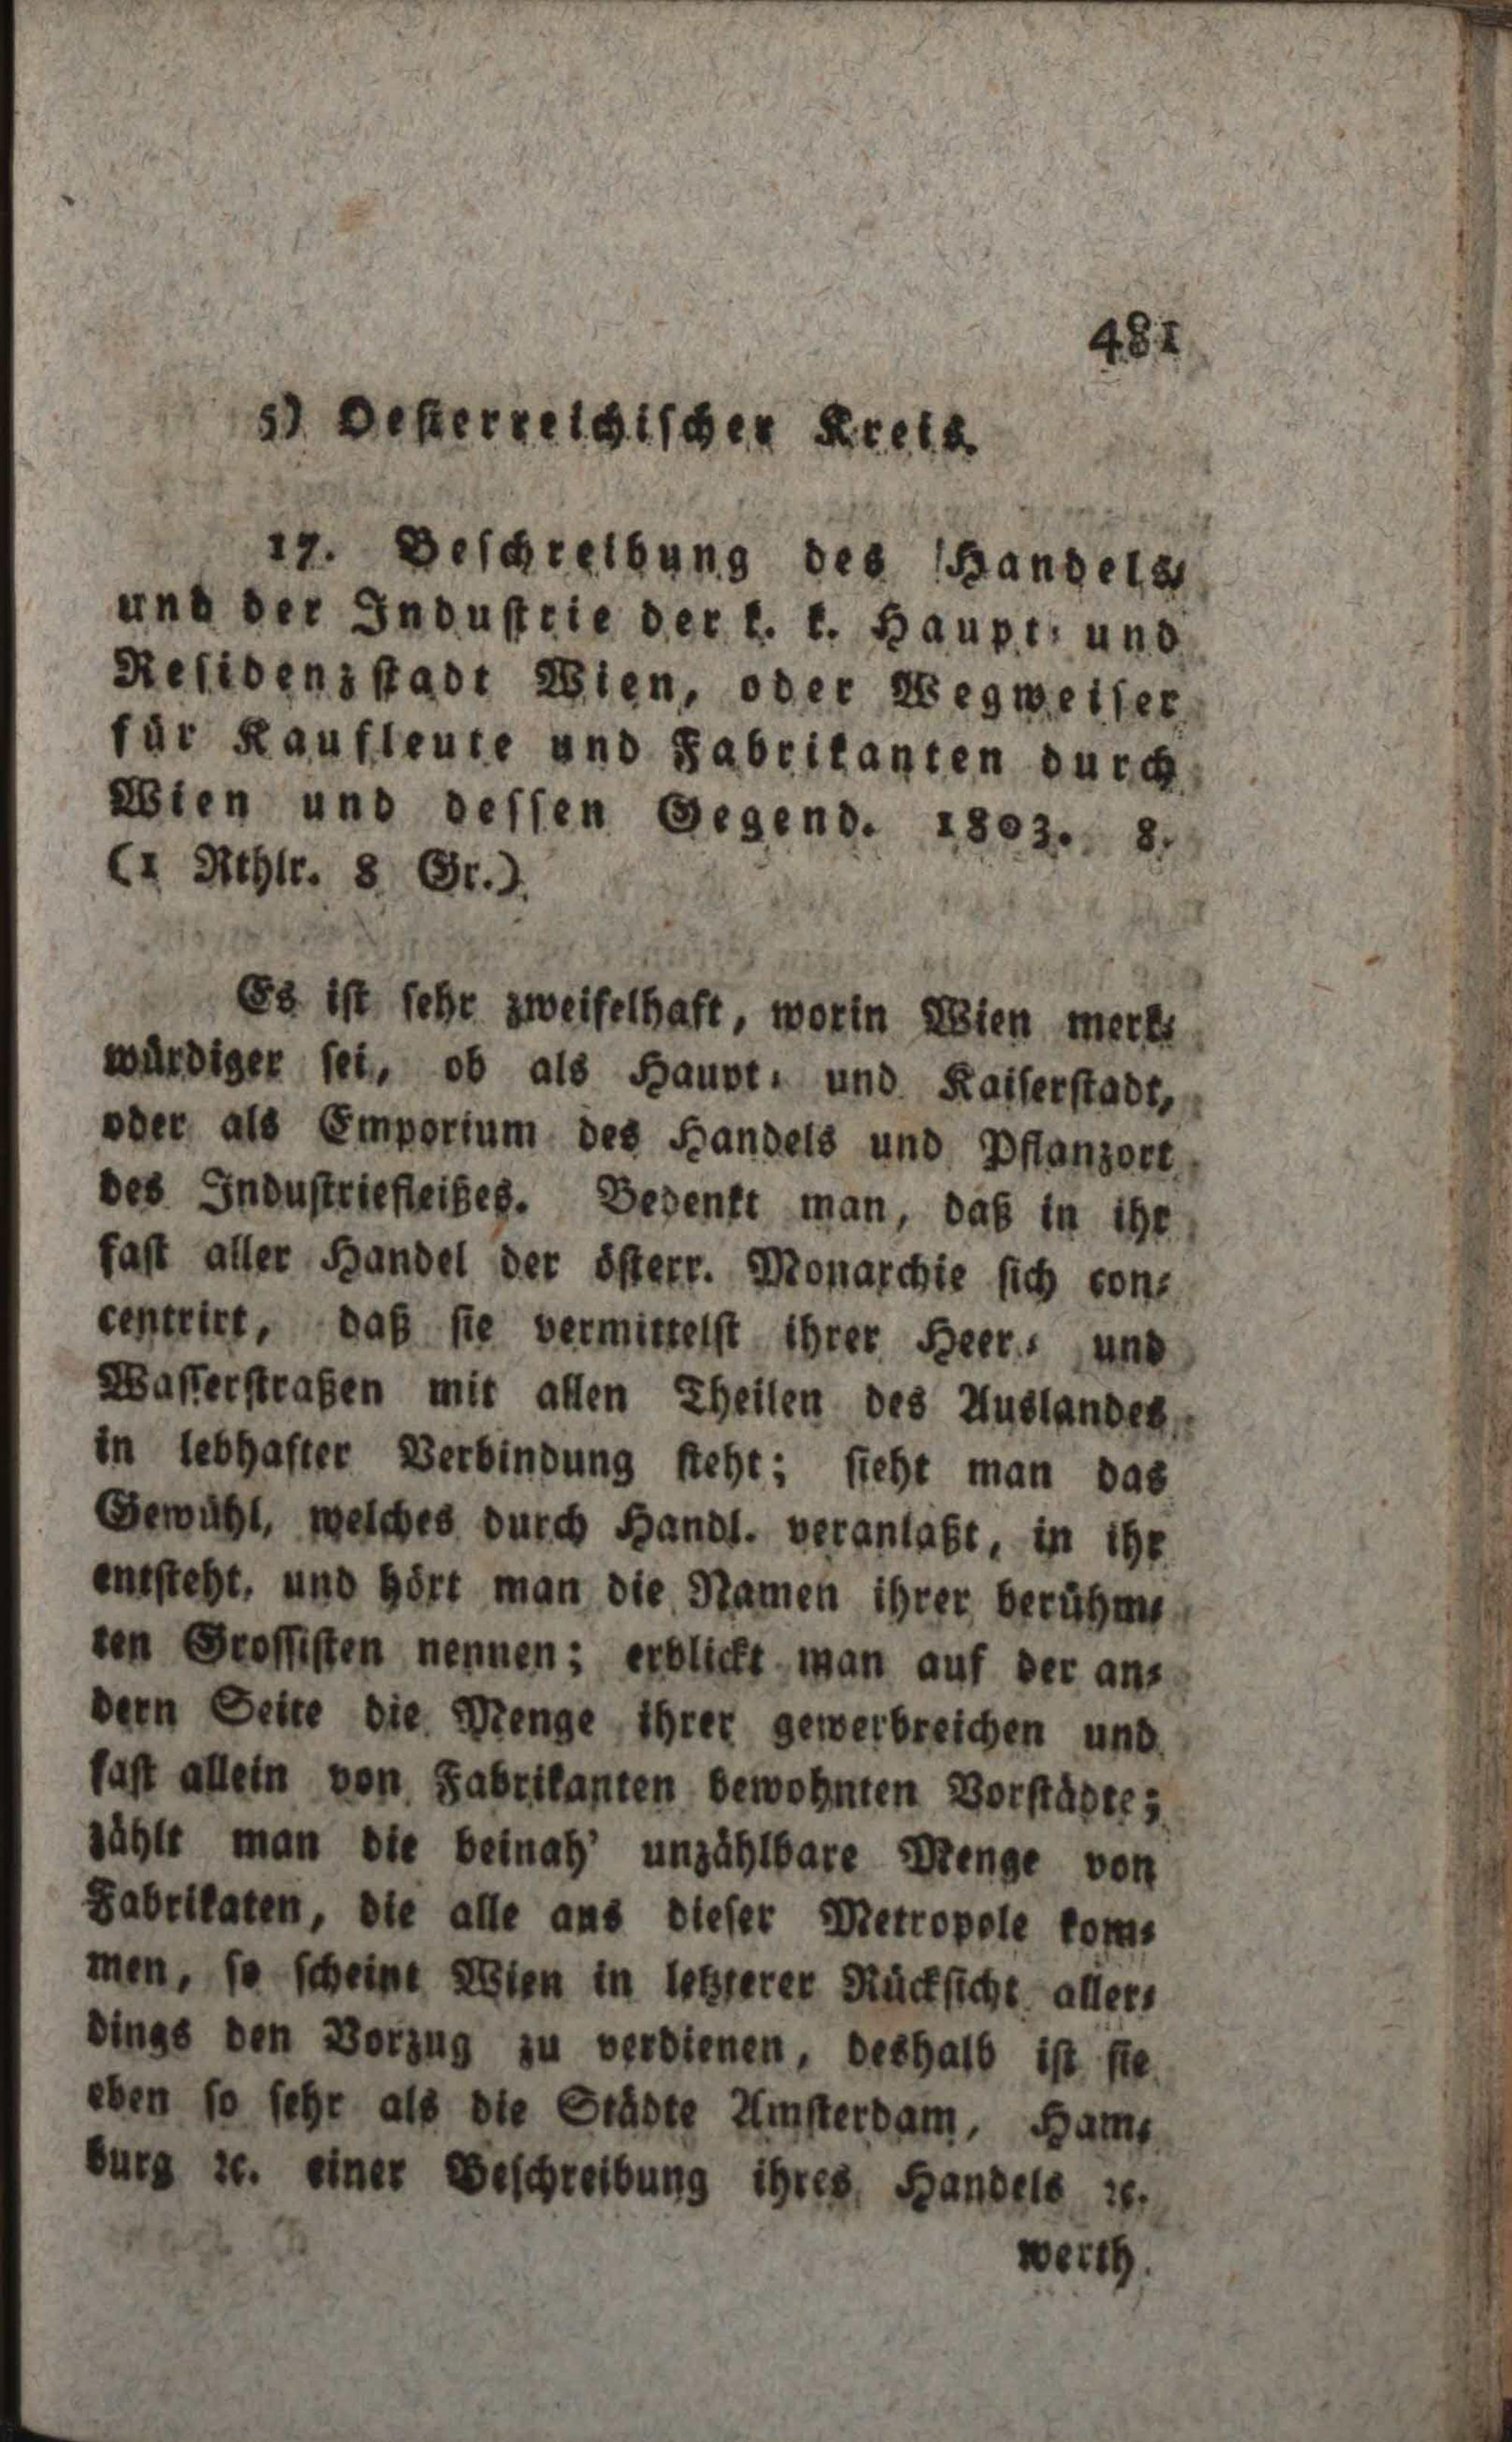 481
5) Oesterreichischer Kreis.
17. Beschreibung des Handels,
und der Industrie der k. k. Haupt- und
Residenzstadt Wien, oder Wegweiser
für Kaufleute und Fabrikanten durch
Wien und dessen Gegend. 1803. 8.
(1 Rthlr. 8 Gr.)
Es ist sehr zweifelhaft, worin Wien merk-
würdiger sei, ob als Haupt- und Kaiserstadt,
oder als Emporium des Handels und Pflanzort
des Industriefleißes. Bedenkt man, daß in ihr
fast aller Handel der österr. Monarchie sich con-
centrirt, daß sie vermittelst ihrer Heer- und
Wasserstraßen mit allen Theilen des Auslandes
in lebhafter Verbindung steht; sieht man das
Gewühl, welches durch Handl. veranlaßt, in ihr
entsteht, und hört man die Namen ihrer berühm-
ten Grossisten nennen; erblickt man auf der an-
dern Seite die Menge ihrer gewerbreichen und
fast allein von Fabrikanten bewohnten Vorstädte;
zählt man die beinah' unzählbare Menge von
Fabrikaten, die alle aus dieser Metropole kom-
men, so scheint Wien in letzterer Rücksicht aller-
dings den Vorzug zu verdienen, deshalb ist sie
eben so sehr als die Städte Amsterdam, Ham-
burg ꝛc. einer Beschreibung ihres Handels ꝛc.
werth